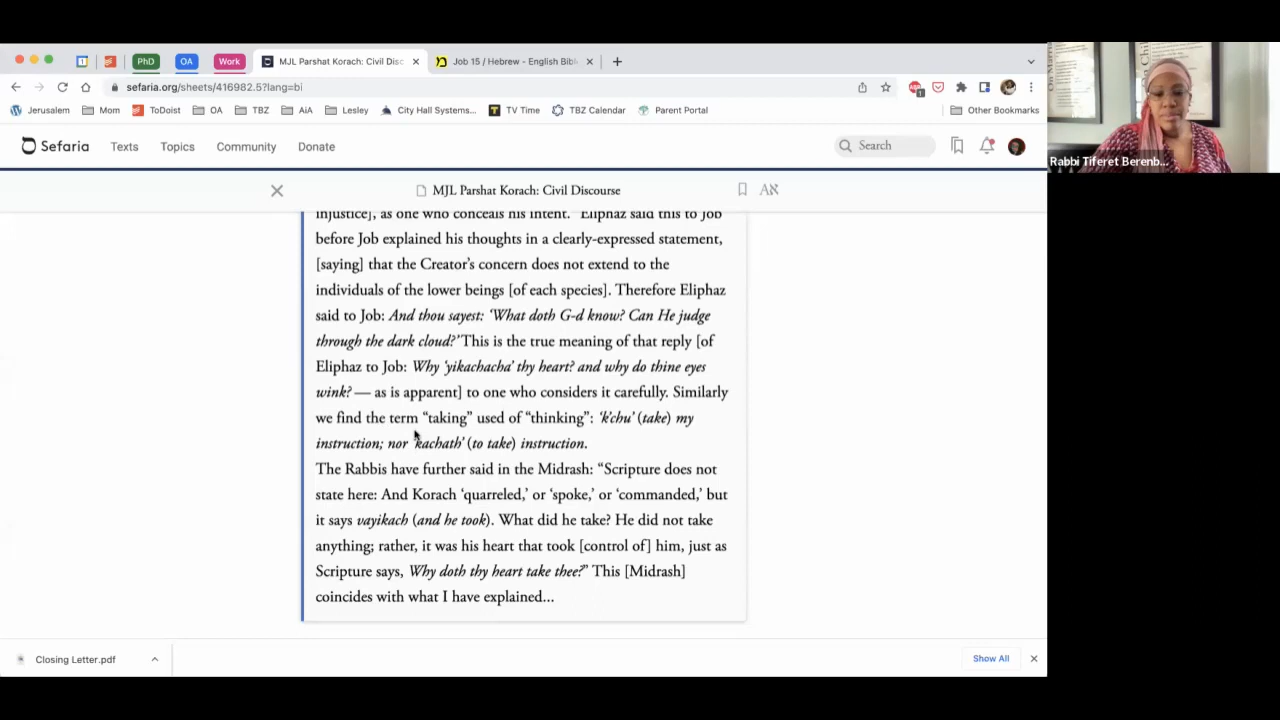 PhD
OA
Work
MJL Parshat Korach: Civil Disc
Job 15 / Hebrew - English Bibl
sefaria.org/sheets/416982.5?lang=bi
Jerusalem Mom ToDoist OA TBZ AiA Lesley City Hall Systems... TV Time TBZ Calendar Parent Portal Other Bookmarks
Sefaria Texts Topics Community Donate Search
MJL Parshat Korach: Civil Discourse
Aא
injustice], as one who conceals his intent." Eliphaz said this to Job
before Job explained his thoughts in a clearly-expressed statement,
[saying] that the Creator's concern does not extend to the
individuals of the lower beings [of each species]. Therefore Eliphaz
said to Job: And thou sayest: 'What doth G-d know? Can He judge
through the dark cloud?' This is the true meaning of that reply [of
Eliphaz to Job: Why 'yikachacha' thy heart? and why do thine eyes
wink? — as is apparent] to one who considers it carefully. Similarly
we find the term "taking" used of "thinking": 'k'chu' (take) my
instruction; nor 'kachath' (to take) instruction.
The Rabbis have further said in the Midrash: "Scripture does not
state here: And Korach 'quarreled,' or 'spoke,' or 'commanded,' but
it says vayikach (and he took). What did he take? He did not take
anything; rather, it was his heart that took [control of] him, just as
Scripture says, Why doth thy heart take thee?" This [Midrash]
coincides with what I have explained...
Closing Letter.pdf
Show All
Rabbi Tiferet Berenb...